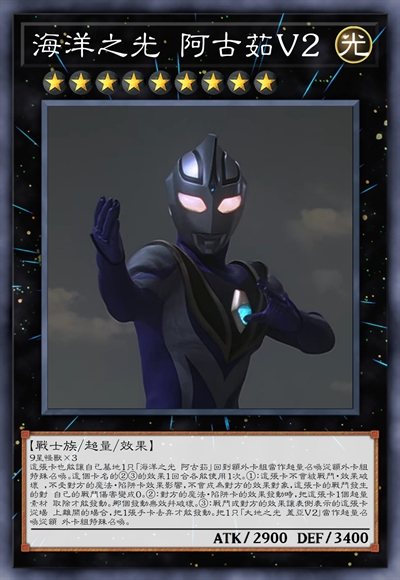 海洋之光 阿古茹V2 光
【戰士族/超量/效果】
9星怪獸×3
這張卡也能讓自己墓地1只「海洋之光 阿古茹」回到額外卡組當作超量召喚從額外卡組
特殊召喚。這個卡名的②③的效果1回合各能使用1次。①：這張卡不會被戰鬥·效果破
壞，不受對方的魔法·陷阱卡效果影響，不會成為對方的效果對象，這張卡的戰鬥發生
的對 自己的戰鬥傷害變成0。②：對方的魔法·陷阱卡的效果發動時，把這張卡1個超量
素材 取除才能發動。那個發動無效并破壞。③：戰鬥或對方的效果讓表側表示的這張卡
從場 上離開的場合，把1張手卡丟弃才能發動。把1只「大地之光 蓋亞V2」當作超量召
喚從額 外卡組特殊召喚。
ATK/2900 DEF/3400